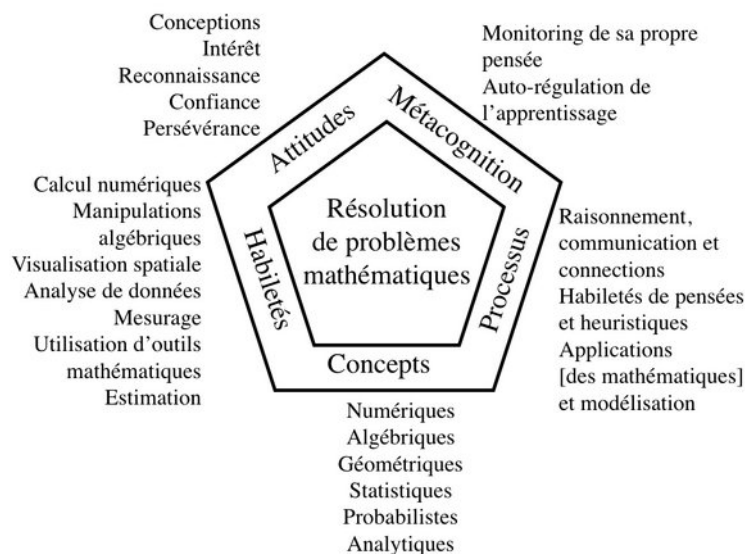 Conceptions
Intérêt
Reconnaissance
Confiance
Persévérance
Monitoring de sa propre
pensée
Auto-régulation de
l'apprentissage
Attitudes
Métacognition
Calcul numériques
Manipulations
algébriques
Visualisation spatiale
Analyse de données
Mesurage
Utilisation d'outils
mathématiques
Estimation
Habiletés
Résolution
de problèmes
mathématiques
Processus
Raisonnement,
communication et
connections
Habiletés de pensées
et heuristiques
Applications
[des mathématiques]
et modélisation
Concepts
Numériques
Algébriques
Géométriques
Statistiques
Probabilistes
Analytiques